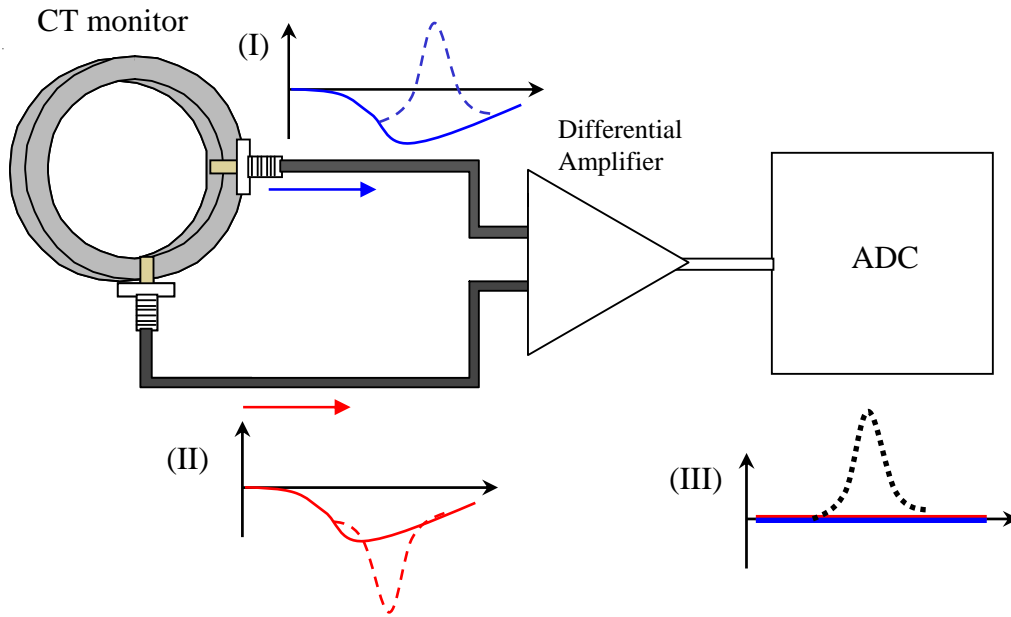 CT monitor
(I)
Differential
Amplifier
ADC
(II)
(III)